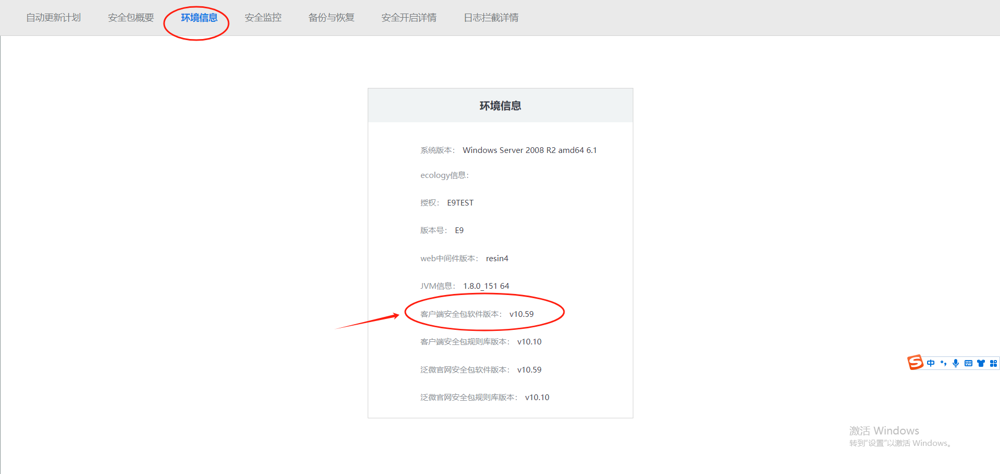 自动更新计划 安全包概要 环境信息 安全监控 备份与恢复 安全开启详情 日志拦截详情
环境信息
系统版本： Windows Server 2008 R2 amd64 6.1
ecology信息：
授权： E9TEST
版本号： E9
web中间件版本： resin4
JVM信息： 1.8.0_151 64
客户端安全包软件版本： v10.59
客户端安全包规则库版本： v10.10
泛微官网安全包软件版本： v10.59
泛微官网安全包规则库版本： v10.10
S 中
激活 Windows
转到“设置”以激活 Windows。